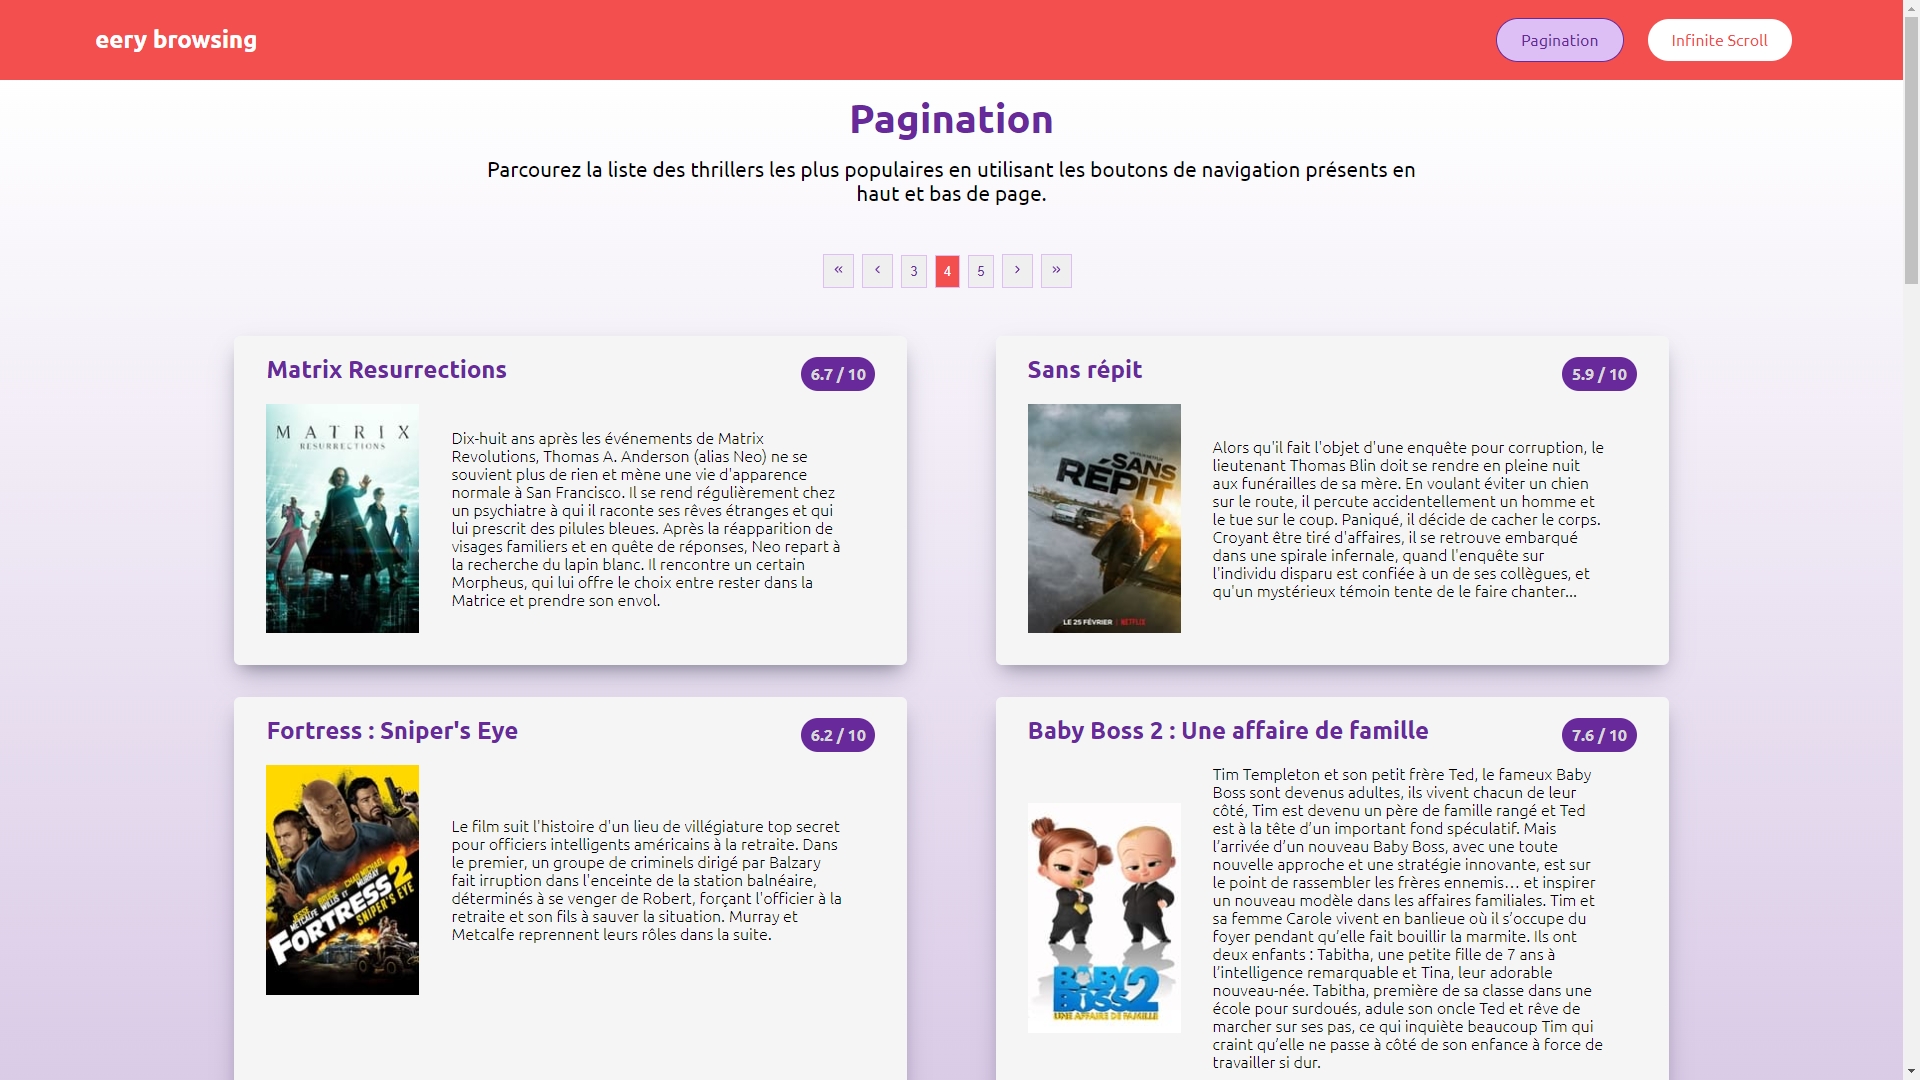 eery browsing
Pagination
Infinite Scroll
Pagination
Parcourez la liste des thrillers les plus populaires en utilisant les boutons de navigation présents en
haut et bas de page.
« ‹ 3 4 5 › »
Matrix Resurrections
6.7 / 10
MATRIX
RESURRECTIONS
Dix-huit ans après les événements de Matrix
Revolutions, Thomas A. Anderson (alias Neo) ne se
souvient plus de rien et mène une vie d'apparence
normale à San Francisco. Il se rend régulièrement chez
un psychiatre à qui il raconte ses rêves étranges et qui
lui prescrit des pilules bleues. Après la réapparition de
visages familiers et en quête de réponses, Neo repart à
la recherche du lapin blanc. Il rencontre un certain
Morpheus, qui lui offre le choix entre rester dans la
Matrice et prendre son envol.
Sans répit
5.9 / 10
SANS
RÉPIT
LE 25 FÉVRIER | NETFLIX
Alors qu'il fait l'objet d'une enquête pour corruption, le
lieutenant Thomas Blin doit se rendre en pleine nuit
aux funérailles de sa mère. En voulant éviter un chien
sur le route, il percute accidentellement un homme et
le tue sur le coup. Paniqué, il décide de cacher le corps.
Croyant être tiré d'affaires, il se retrouve embarqué
dans une spirale infernale, quand l'enquête sur
l'individu disparu est confiée à un de ses collègues, et
qu'un mystérieux témoin tente de le faire chanter...
Fortress : Sniper's Eye
6.2 / 10
JESSE METCALFE
BRUCE WILLIS ET
CHAD MICHAEL MURRAY
FORTRESS 2
SNIPER'S EYE
Le film suit l'histoire d'un lieu de villégiature top secret
pour officiers intelligents américains à la retraite. Dans
le premier, un groupe de criminels dirigé par Balzary
fait irruption dans l'enceinte de la station balnéaire,
déterminés à se venger de Robert, forçant l'officier à la
retraite et son fils à sauver la situation. Murray et
Metcalfe reprennent leurs rôles dans la suite.
Baby Boss 2 : Une affaire de famille
7.6 / 10
BABY
BOSS 2
UNE AFFAIRE DE FAMILLE
Tim Templeton et son petit frère Ted, le fameux Baby
Boss sont devenus adultes, ils vivent chacun de leur
côté, Tim est devenu un père de famille rangé et Ted
est à la tête d’un important fond spéculatif. Mais
l’arrivée d’un nouveau Baby Boss, avec une toute
nouvelle approche et une stratégie innovante, est sur
le point de rassembler les frères ennemis… et inspirer
un nouveau modèle dans les affaires familiales. Tim et
sa femme Carole vivent en banlieue où il s’occupe du
foyer pendant qu’elle fait bouillir la marmite. Ils ont
deux enfants : Tabitha, une petite fille de 7 ans à
l’intelligence remarquable et Tina, leur adorable
nouveau-née. Tabitha, première de sa classe dans une
école pour surdoués, adule son oncle Ted et rêve de
marcher sur ses pas, ce qui inquiète beaucoup Tim qui
craint qu’elle ne passe à côté de son enfance à force de
travailler si dur.